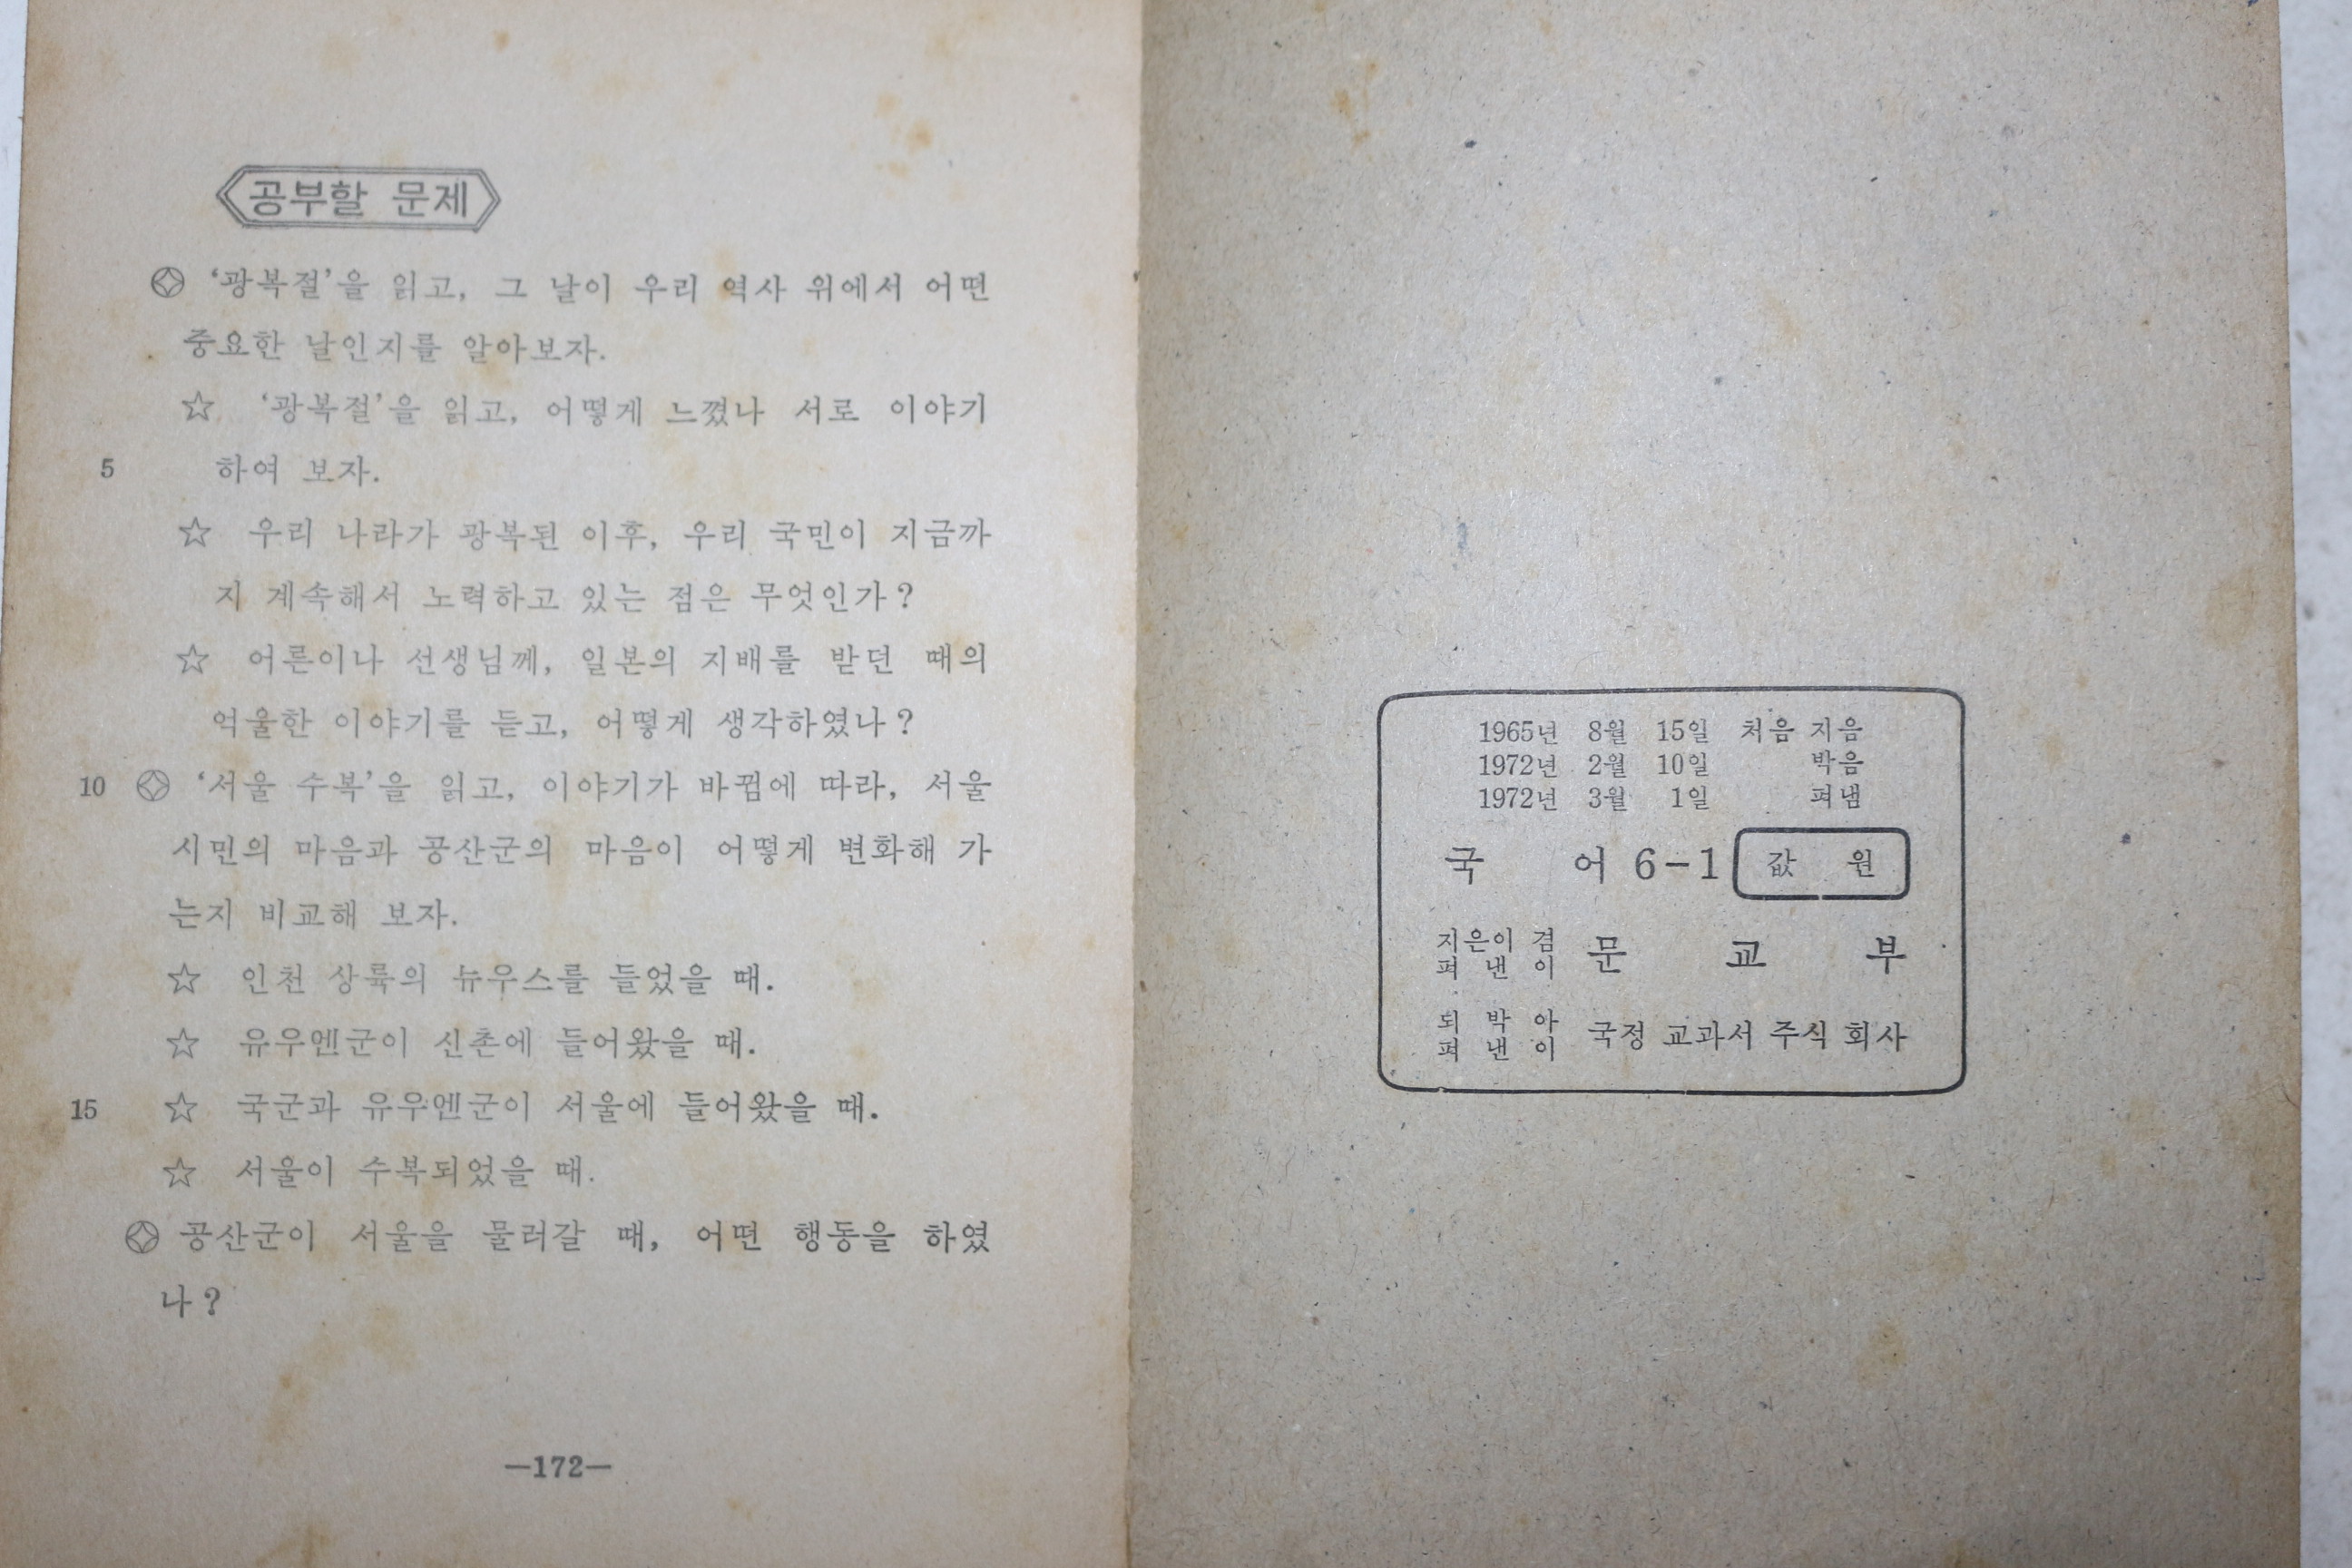 공부할 문제
‘광복절’을 읽고, 그 날이 우리 역사 위에서 어떤
중요한 날인지를 알아보자.
☆ ‘광복절’을 읽고, 어떻게 느꼈나 서로 이야기
5 하여 보자.
☆ 우리 나라가 광복된 이후, 우리 국민이 지금까
지 계속해서 노력하고 있는 점은 무엇인가?
☆ 어른이나 선생님께, 일본의 지배를 받던 때의
억울한 이야기를 듣고, 어떻게 생각하였나?
10 ‘서울 수복’을 읽고, 이야기가 바뀜에 따라, 서울
시민의 마음과 공산군의 마음이 어떻게 변화해 가
는지 비교해 보자.
☆ 인천 상륙의 뉴우스를 들었을 때.
☆ 유우엔군이 신촌에 들어왔을 때.
15 ☆ 국군과 유우엔군이 서울에 들어왔을 때.
☆ 서울이 수복되었을 때.
공산군이 서울을 물러갈 때, 어떤 행동을 하였
나?
—172—
1965년 8월 15일 처음 지음
1972년 2월 10일 박음
1972년 3월 1일 펴냄
국 어 6-1 값 원
지은이 겸
펴 낸 이 문 교 부
되 박 아
펴 낸 이 국정 교과서 주식 회사